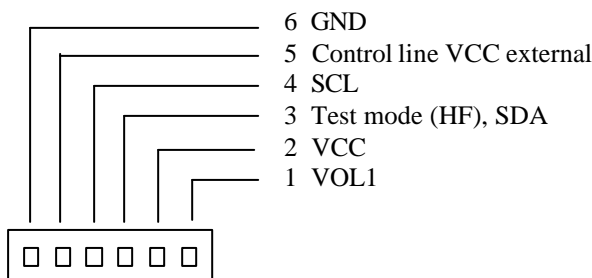 6 GND
5 Control line VCC external
4 SCL
3 Test mode (HF), SDA
2 VCC
1 VOL1